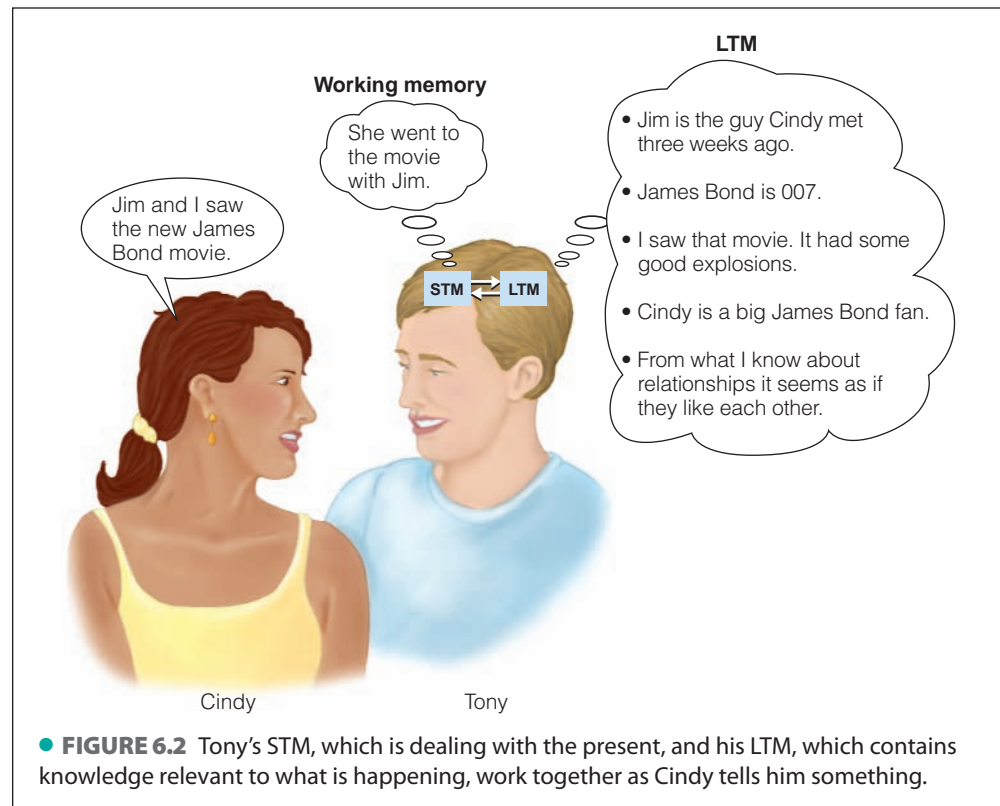 LTM
Working memory
She went to
the movie
with Jim.
• Jim is the guy Cindy met
three weeks ago.
• James Bond is 007.
• I saw that movie. It had some
good explosions.
• Cindy is a big James Bond fan.
• From what I know about
relationships it seems as if
they like each other.
Jim and I saw
the new James
Bond movie.
STM
LTM
Cindy
Tony
● FIGURE 6.2 Tony’s STM, which is dealing with the present, and his LTM, which contains
knowledge relevant to what is happening, work together as Cindy tells him something.